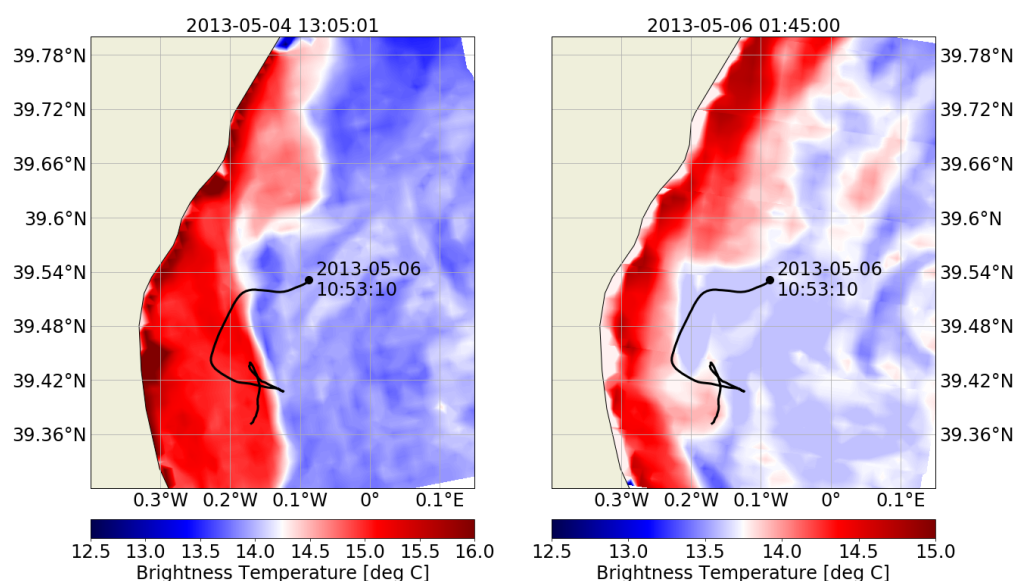 2013-05-04 13:05:01
2013-05-06 01:45:00
39.78°N
39.72°N
39.66°N
39.6°N
39.54°N
39.48°N
39.42°N
39.36°N
2013-05-06
10:53:10
0.3°W 0.2°W 0.1°W 0° 0.1°E
2013-05-06
10:53:10
39.78°N
39.72°N
39.66°N
39.6°N
39.54°N
39.48°N
39.42°N
39.36°N
0.3°W 0.2°W 0.1°W 0° 0.1°E
12.5 13.0 13.5 14.0 14.5 15.0 15.5 16.0
Brightness Temperature [deg C]
12.5 13.0 13.5 14.0 14.5 15.0
Brightness Temperature [deg C]